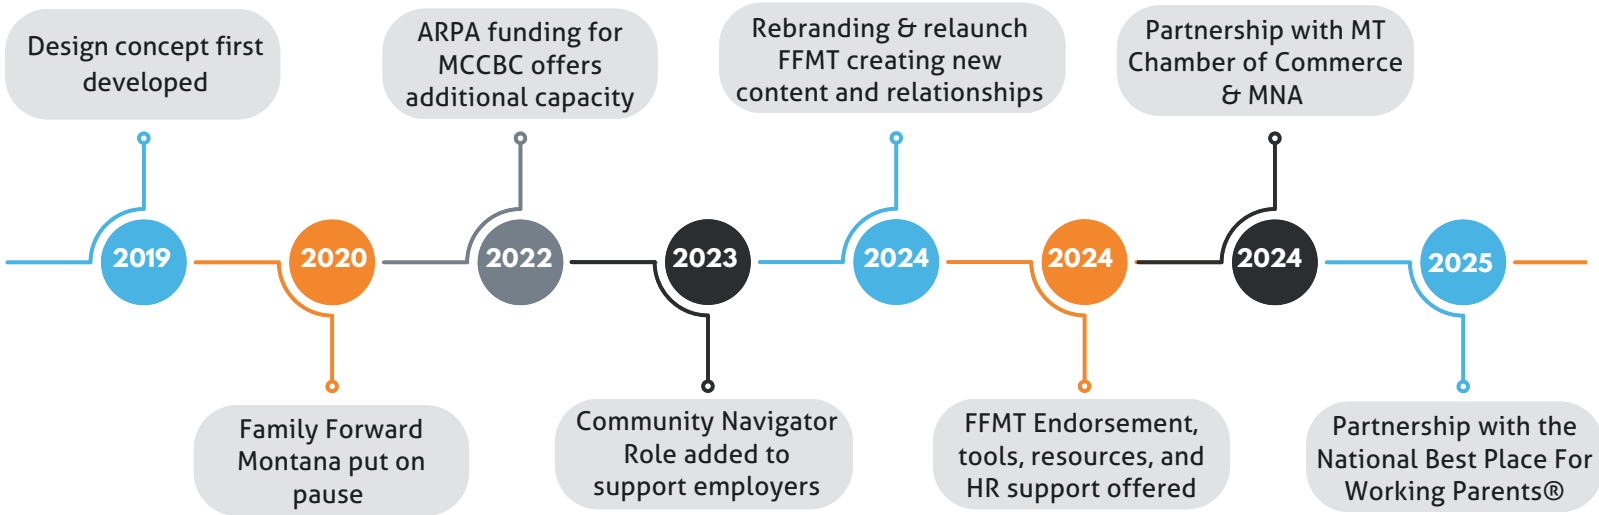 Design concept first
developed
2019
2020
Family Forward
Montana put on
pause
ARPA funding for
MCCBC offers
additional capacity
2022
2023
Community Navigator
Role added to
support employers
Rebranding & relaunch
FFMT creating new
content and relationships
2024
2024
FFMT Endorsement,
tools, resources, and
HR support offered
Partnership with MT
Chamber of Commerce
& MNA
2024
2025
Partnership with the
National Best Place For
Working Parents®